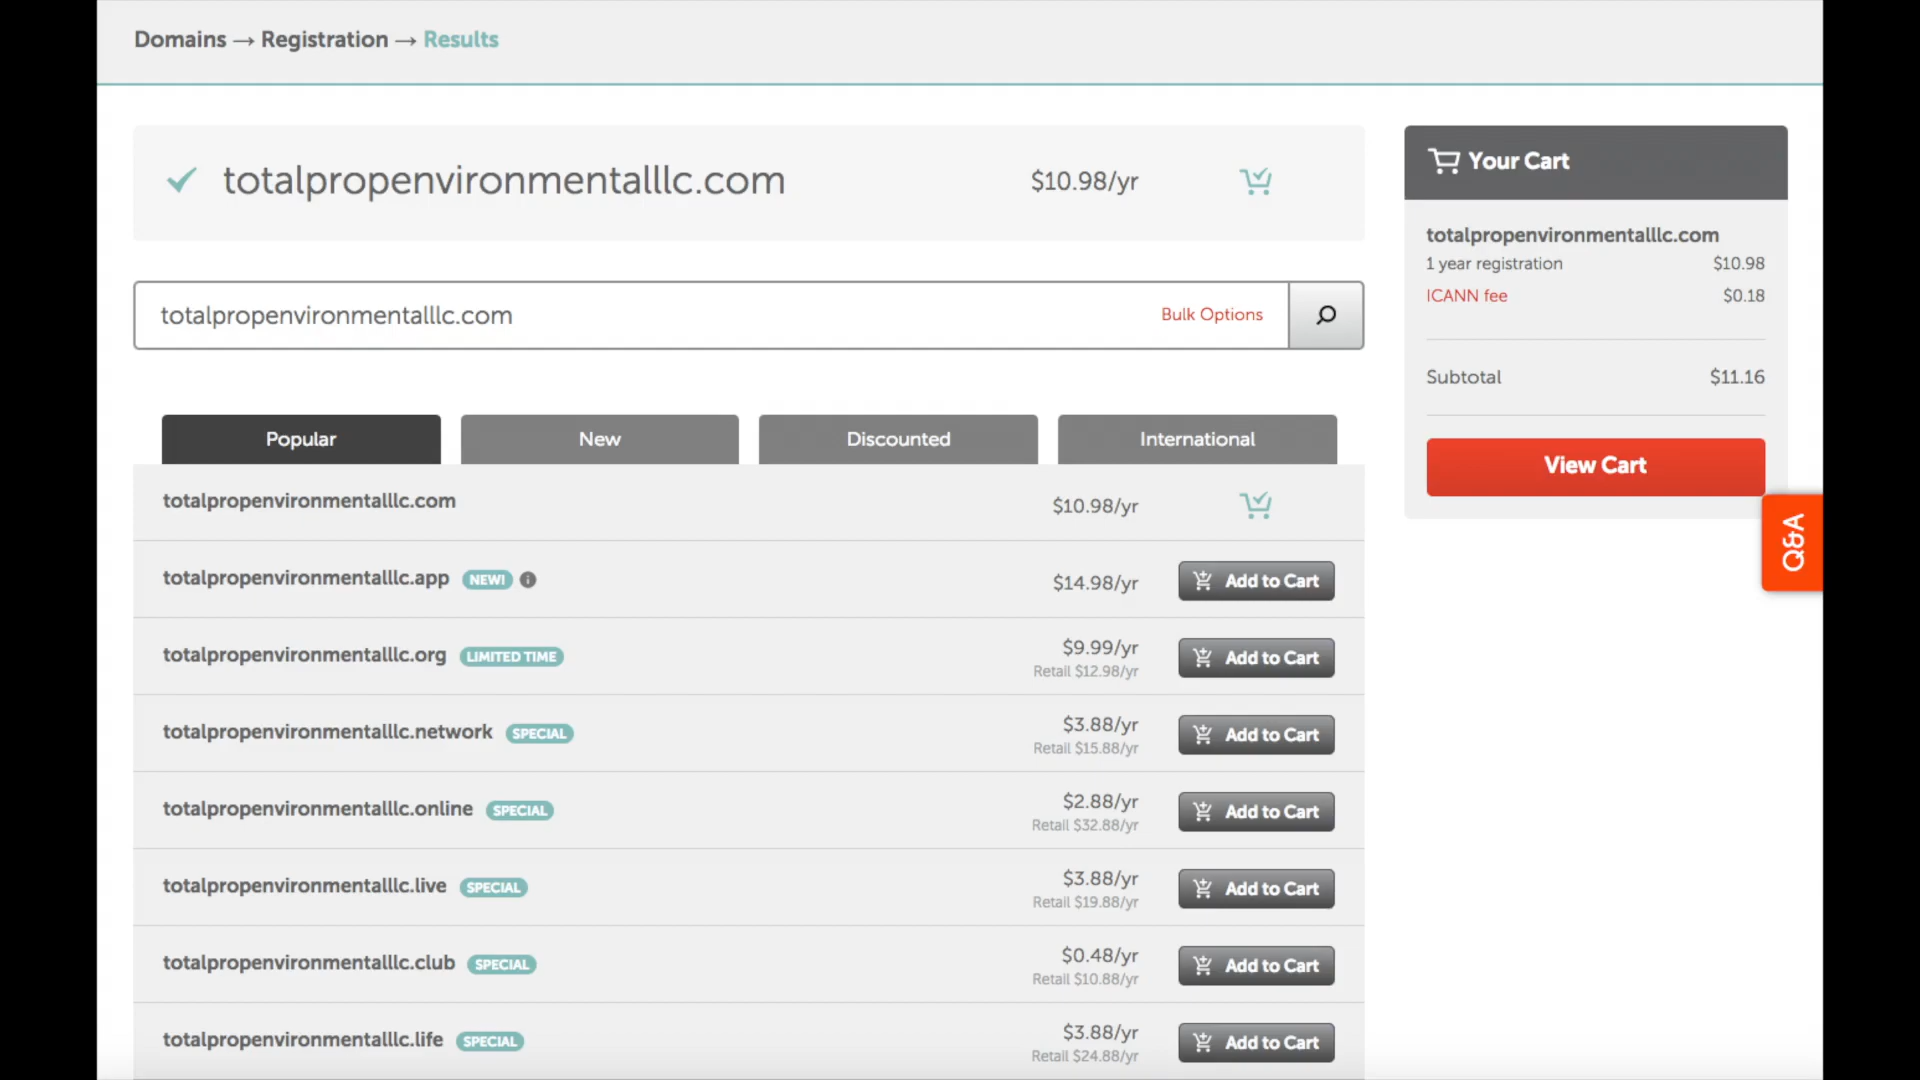 Domains → Registration → Results
totalpropenvironmentalllc.com $10.98/yr
totalpropenvironmentalllc.com Bulk Options
Popular New Discounted International
totalpropenvironmentalllc.com $10.98/yr
totalpropenvironmentalllc.app NEW! $14.98/yr Add to Cart
totalpropenvironmentalllc.org LIMITED TIME $9.99/yr Add to Cart
Retail $12.98/yr
totalpropenvironmentalllc.network SPECIAL $3.88/yr Add to Cart
Retail $15.88/yr
totalpropenvironmentalllc.online SPECIAL $2.88/yr Add to Cart
Retail $32.88/yr
totalpropenvironmentalllc.live SPECIAL $3.88/yr Add to Cart
Retail $19.88/yr
totalpropenvironmentalllc.club SPECIAL $0.48/yr Add to Cart
Retail $10.88/yr
totalpropenvironmentalllc.life SPECIAL $3.88/yr Add to Cart
Retail $24.88/yr
Your Cart
totalpropenvironmentalllc.com
1 year registration $10.98
ICANN fee $0.18
Subtotal $11.16
View Cart
Q&A